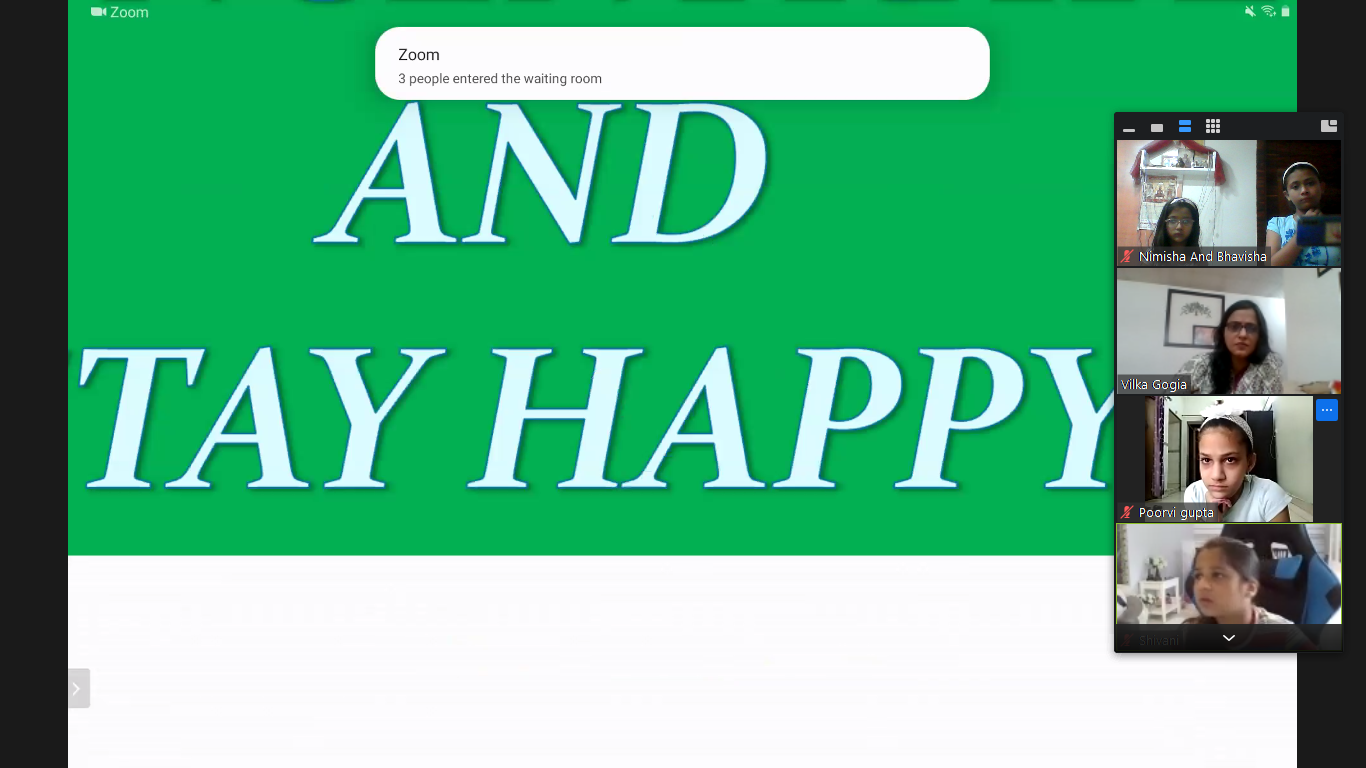 Zoom
Zoom
3 people entered the waiting room
AND
TAY HAPPY
Nimisha And Bhavisha
Vilka Gogia
Poorvi gupta
Shivani